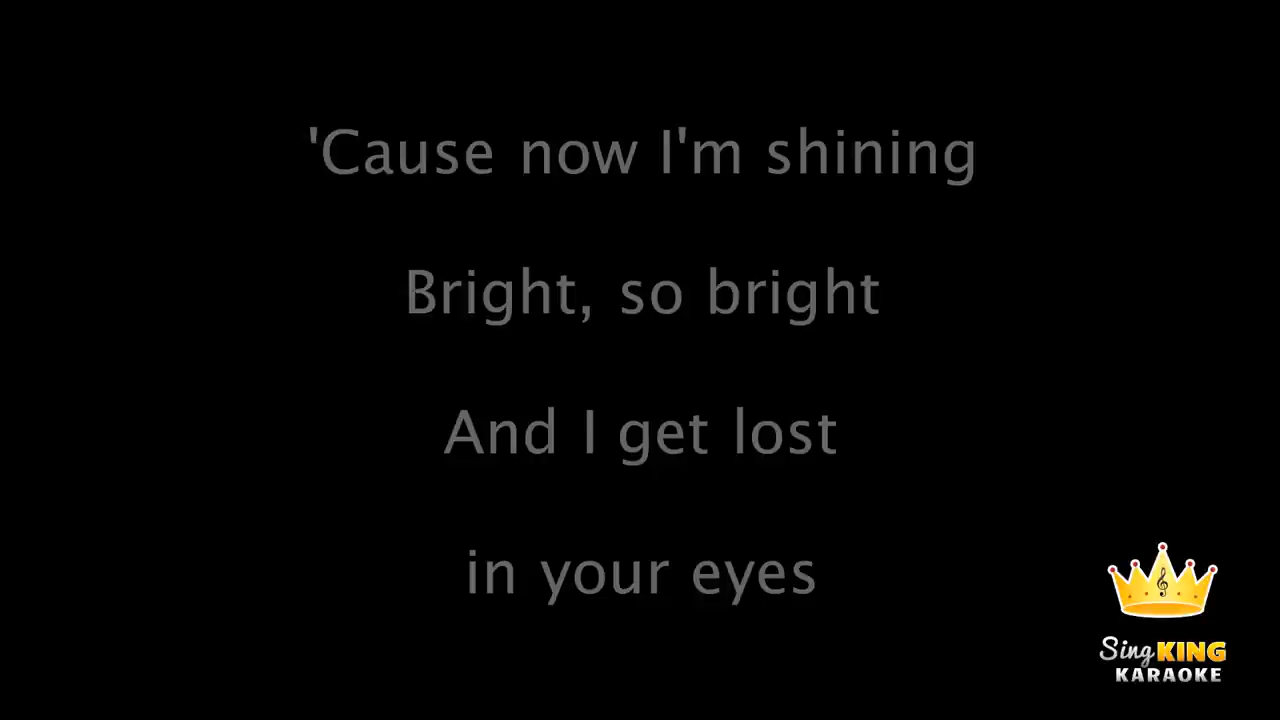 'Cause now I'm shining
Bright, so bright
And I get lost
in your eyes
Sing KING
KARAOKE